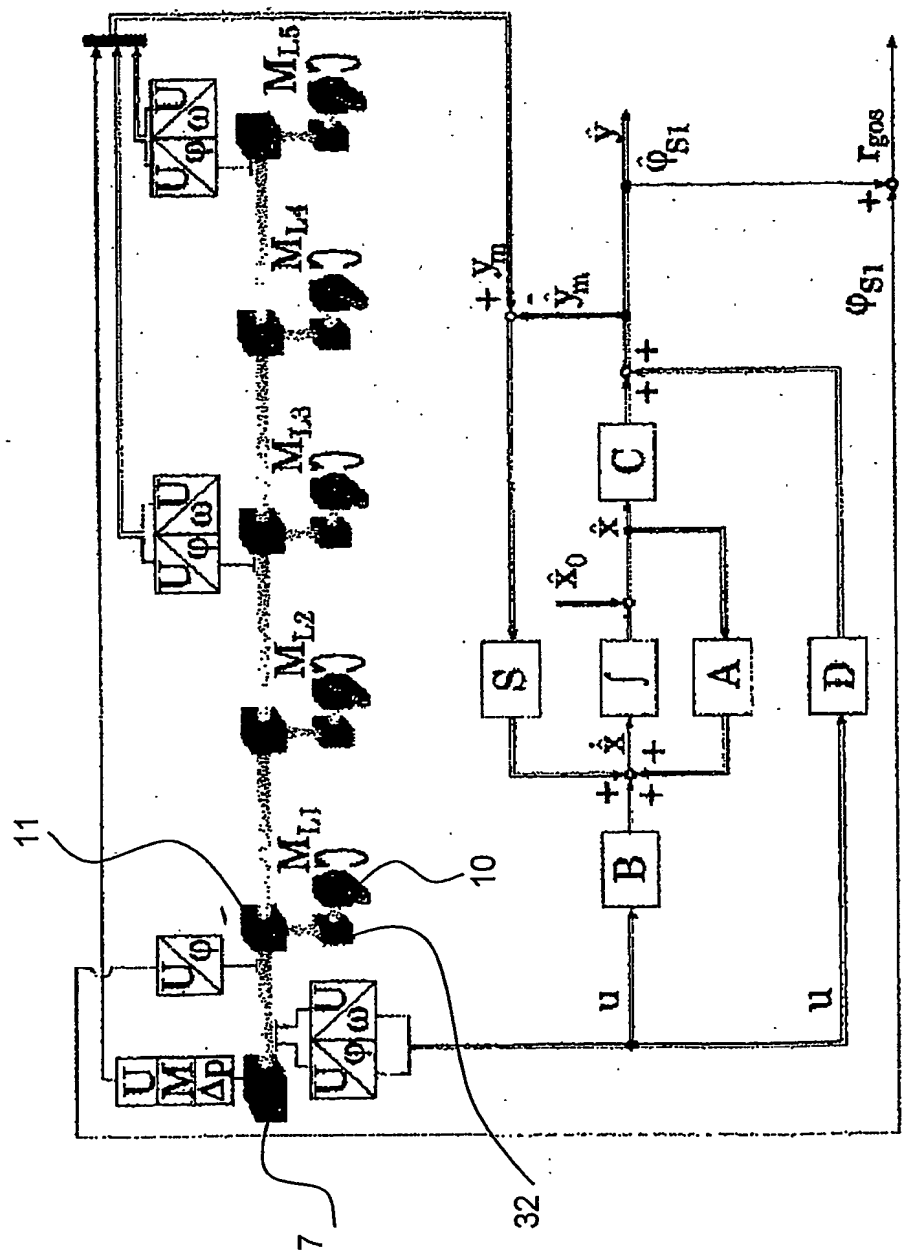 U
M
Δp
U
φ
U U
φ ω
U U
φ ω
U U
φ ω
7
11
32
10
M_L1
M_L2
M_L3
M_L4
M_L5
S
+ y_m
- ŷ_m
x̂_0
u
B
+
+
+
x̂̇
∫
x̂
C
+
+
ŷ
φ̂_S1
A
u
D
φ_S1
+
r_gos